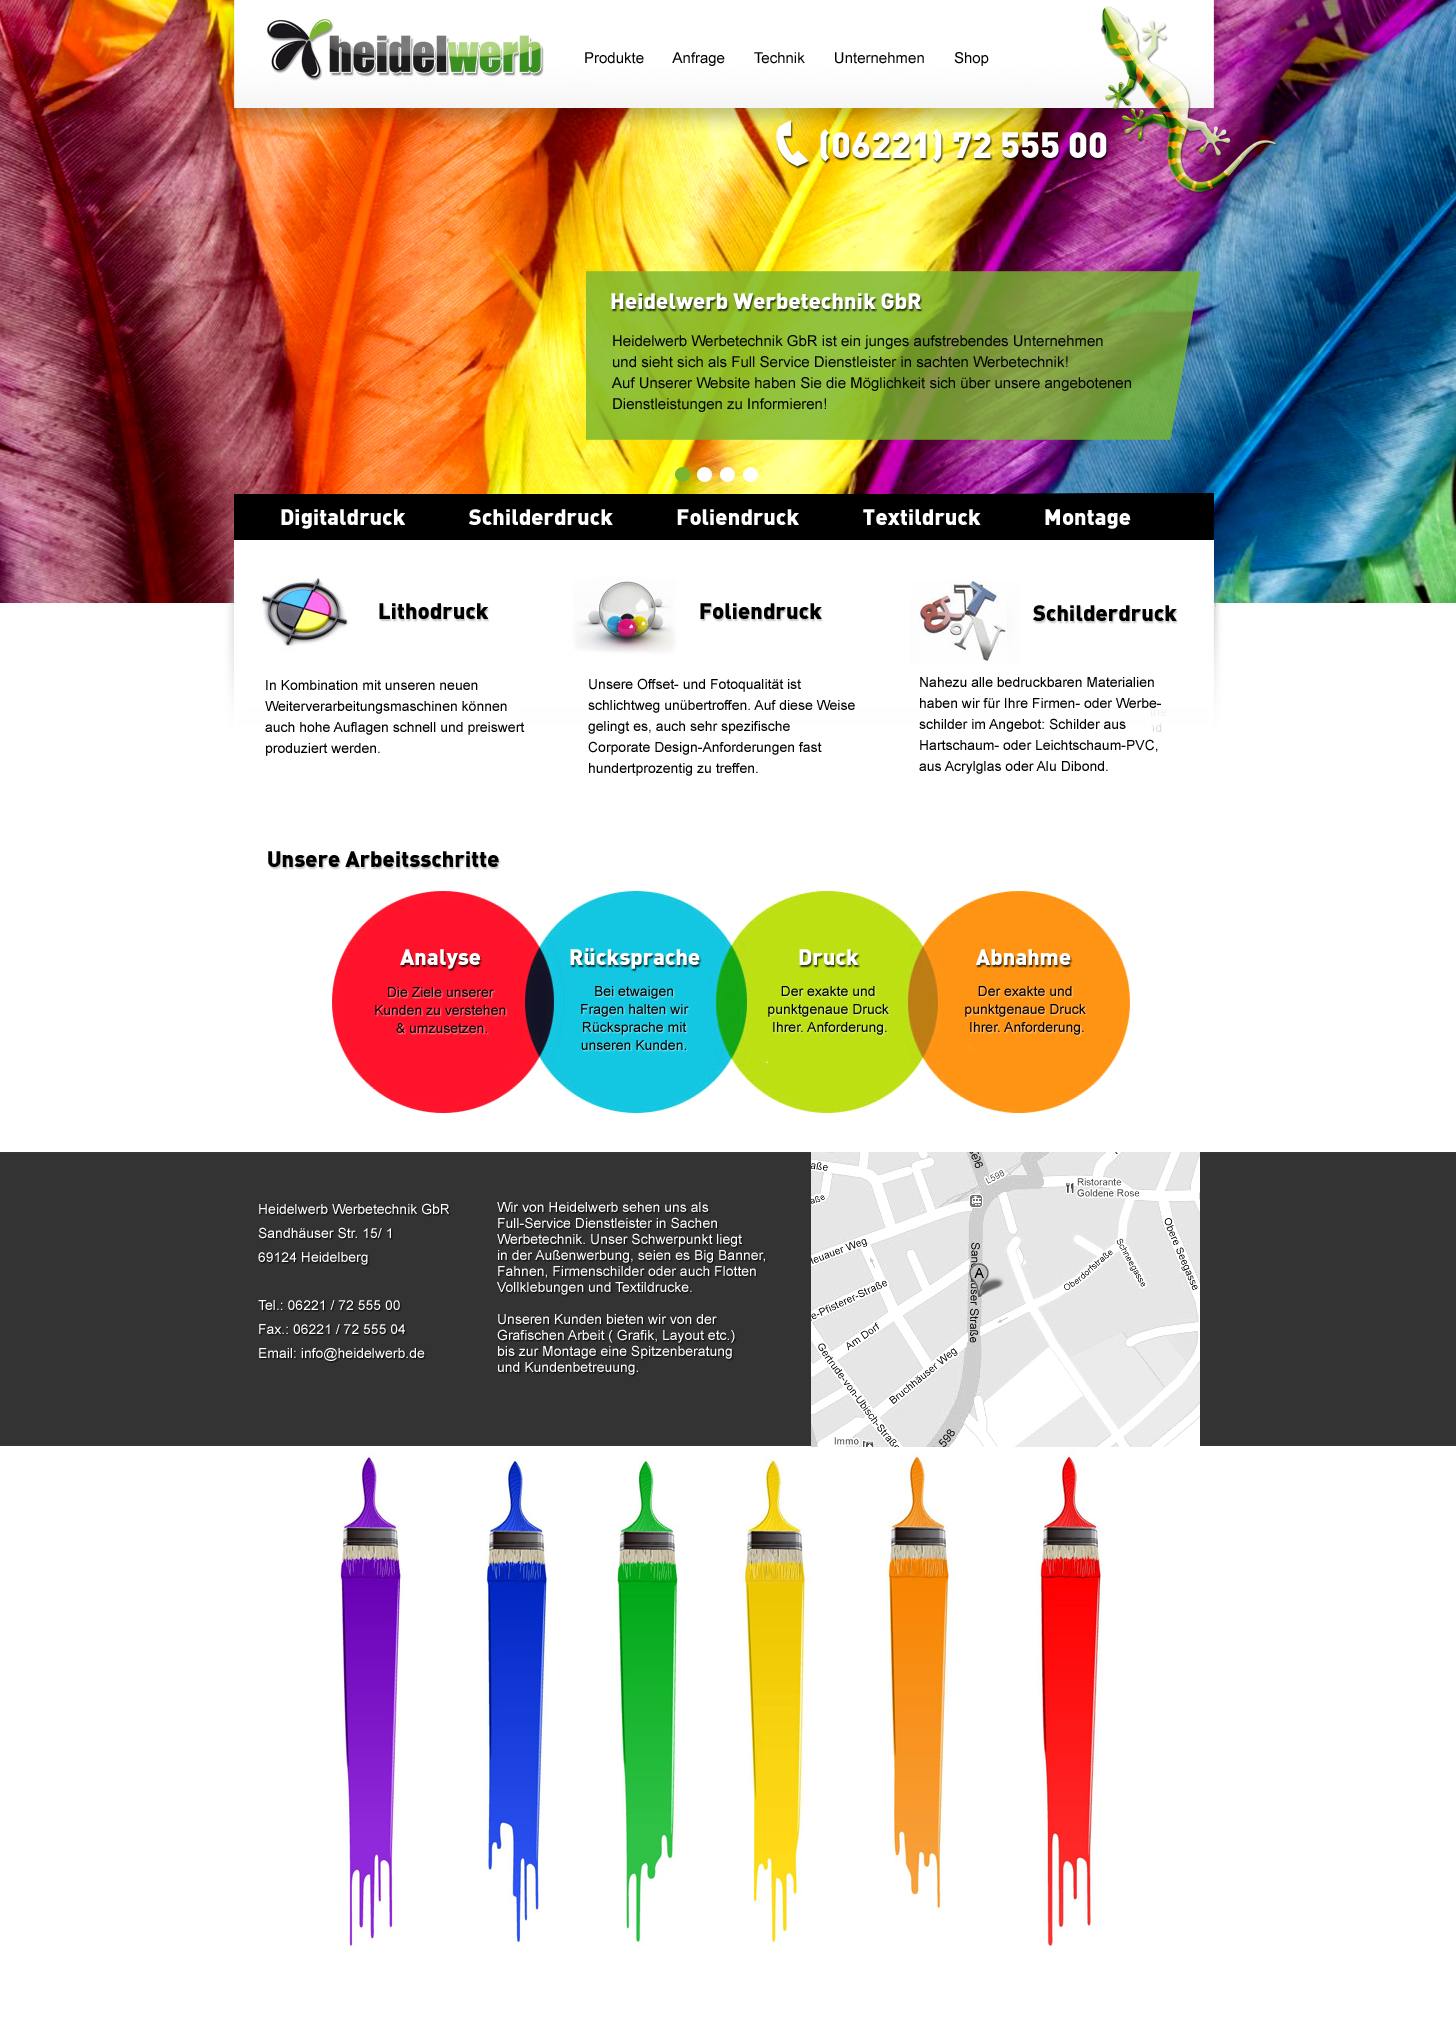 heidelwerb
Produkte Anfrage Technik Unternehmen Shop
(06221) 72 555 00
Heidelwerb Werbetechnik GbR
Heidelwerb Werbetechnik GbR ist ein junges aufstrebendes Unternehmen
und sieht sich als Full Service Dienstleister in sachten Werbetechnik!
Auf Unserer Website haben Sie die Möglichkeit sich über unsere angebotenen
Dienstleistungen zu Informieren!
Digitaldruck Schilderdruck Foliendruck Textildruck Montage
Lithodruck
In Kombination mit unseren neuen
Weiterverarbeitungsmaschinen können
auch hohe Auflagen schnell und preiswert
produziert werden.
Foliendruck
Unsere Offset- und Fotoqualität ist
schlichtweg unübertroffen. Auf diese Weise
gelingt es, auch sehr spezifische
Corporate Design-Anforderungen fast
hundertprozentig zu treffen.
Schilderdruck
Nahezu alle bedruckbaren Materialien
haben wir für Ihre Firmen- oder Werbe-
schilder im Angebot: Schilder aus
Hartschaum- oder Leichtschaum-PVC,
aus Acrylglas oder Alu Dibond.
Unsere Arbeitsschritte
Analyse
Die Ziele unserer
Kunden zu verstehen
& umzusetzen.
Rücksprache
Bei etwaigen
Fragen halten wir
Rücksprache mit
unseren Kunden.
Druck
Der exakte und
punktgenaue Druck
Ihrer. Anforderung.
.
Abnahme
Der exakte und
punktgenaue Druck
Ihrer. Anforderung.
Heidelwerb Werbetechnik GbR
Sandhäuser Str. 15/ 1
69124 Heidelberg
Tel.: 06221 / 72 555 00
Fax.: 06221 / 72 555 04
Email: info@heidelwerb.de
Wir von Heidelwerb sehen uns als
Full-Service Dienstleister in Sachen
Werbetechnik. Unser Schwerpunkt liegt
in der Außenwerbung, seien es Big Banner,
Fahnen, Firmenschilder oder auch Flotten
Vollklebungen und Textildrucke.
Unseren Kunden bieten wir von der
Grafischen Arbeit ( Grafik, Layout etc.)
bis zur Montage eine Spitzenberatung
und Kundenbetreuung.
aße
L598
Ristorante
Goldene Rose
aße
euauer Weg
Obere Seegasse
Schneegasse
Oberdorfstraße
A
user Straße
e-Pfisterer-Straße
Am Dorf
Bruchhäuser Weg
Gertrude-von-Ubisch-Straße
Immo
598